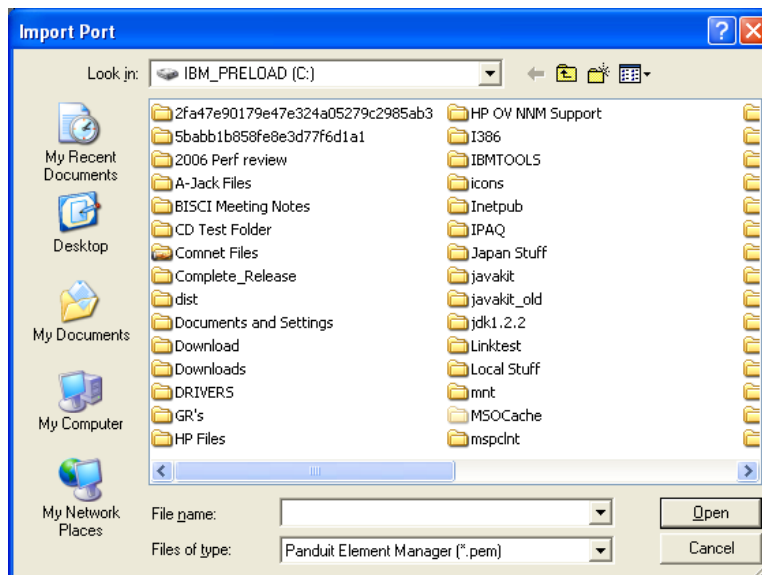 Import Port
Look in:
IBM_PRELOAD (C:)
My Recent
Documents
Desktop
My Documents
My Computer
My Network
Places
2fa47e90179e47e324a05279c2985ab3
5babb1b858fe8e3d77f6d1a1
2006 Perf review
A-Jack Files
BISCI Meeting Notes
CD Test Folder
Comnet Files
Complete_Release
dist
Documents and Settings
Download
Downloads
DRIVERS
GR's
HP Files
HP OV NNM Support
I386
IBMTOOLS
icons
Inetpub
IPAQ
Japan Stuff
javakit
javakit_old
jdk1.2.2
Linktest
Local Stuff
mnt
MSOCache
mspclnt
File name:
Open
Files of type:
Panduit Element Manager (*.pem)
Cancel